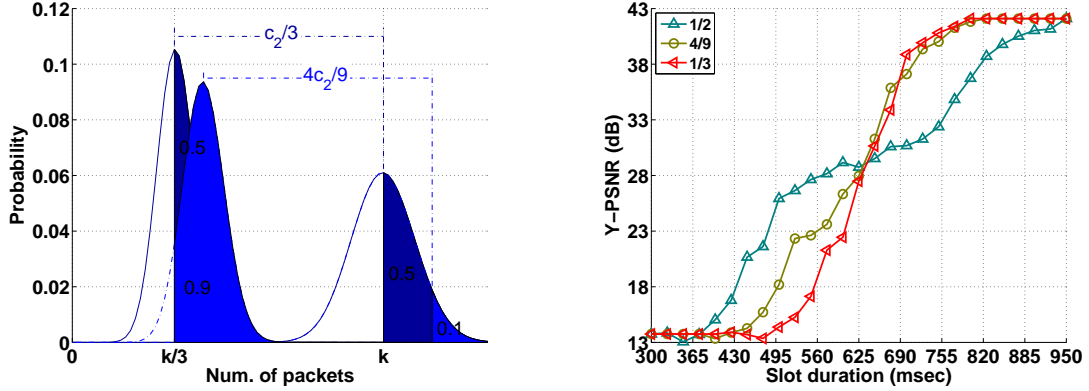 0.12
0.1
0.08
0.06
0.04
0.02
0
Probability
c2/3
4c2/9
0.5
0.9
0.5
0.1
0
k/3
k
Num. of packets
43
38
33
28
23
18
13
Y−PSNR (dB)
1/2
4/9
1/3
300 365 430 495 560 625 690 755 820 885 950
Slot duration (msec)